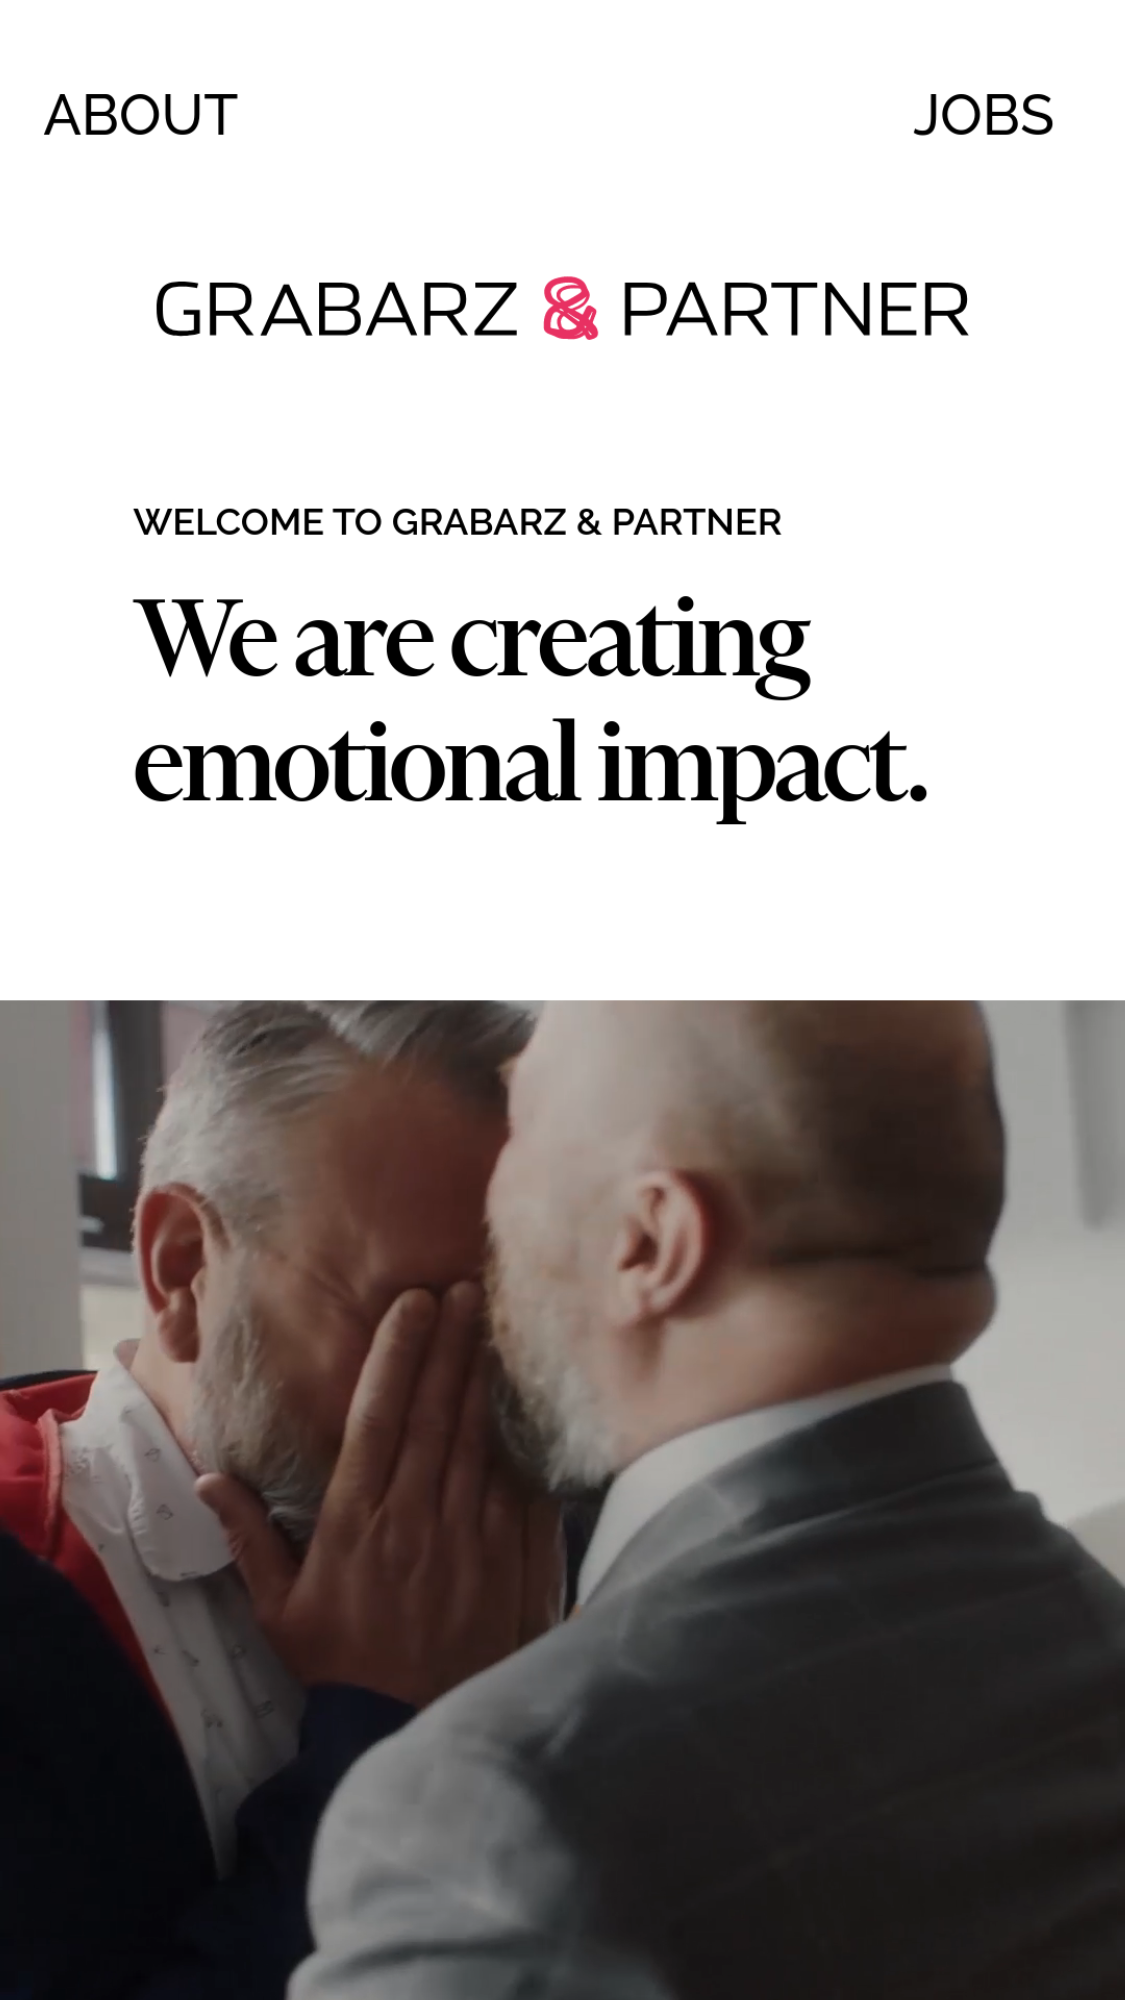 ABOUT
JOBS
GRABARZ & PARTNER
WELCOME TO GRABARZ & PARTNER
We are creating
emotional impact.